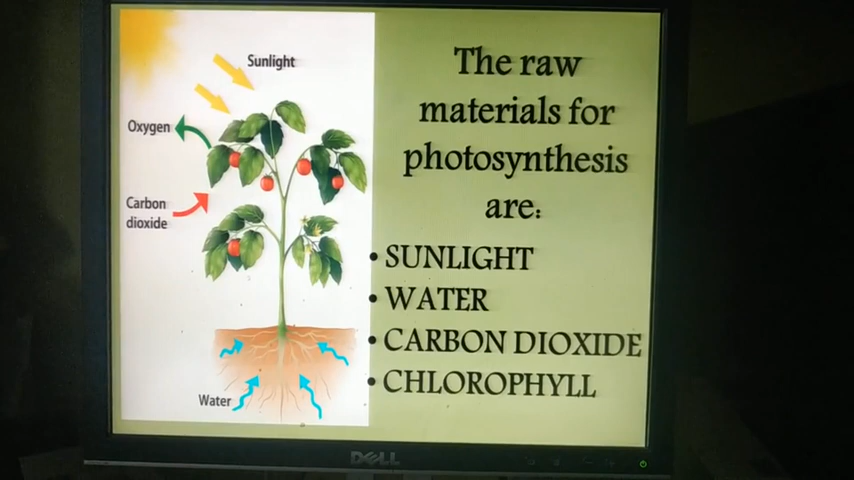 Sunlight
Oxygen
Carbon
dioxide
Water
The raw
materials for
photosynthesis
are:
• SUNLIGHT
• WATER
• CARBON DIOXIDE
• CHLOROPHYLL
DELL